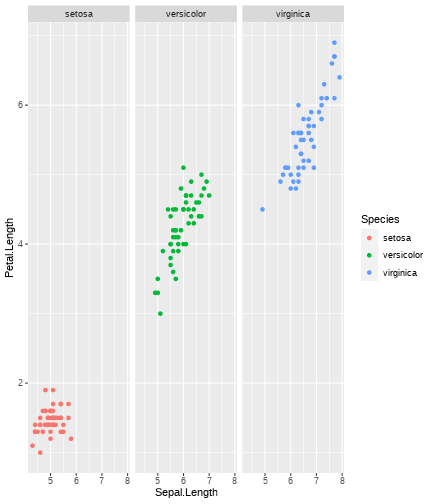 setosa versicolor virginica
6
4
2
5 6 7 8 5 6 7 8 5 6 7 8
Sepal.Length
Petal.Length
Species
setosa
versicolor
virginica